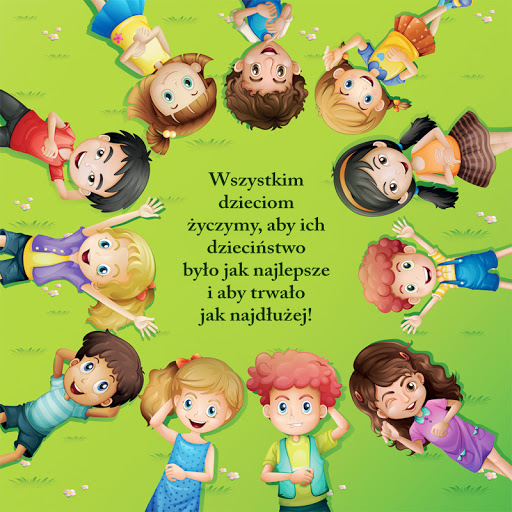 Wszystkim
dzieciom
życzymy, aby ich
dzieciństwo
było jak najlepsze
i aby trwało
jak najdłużej!